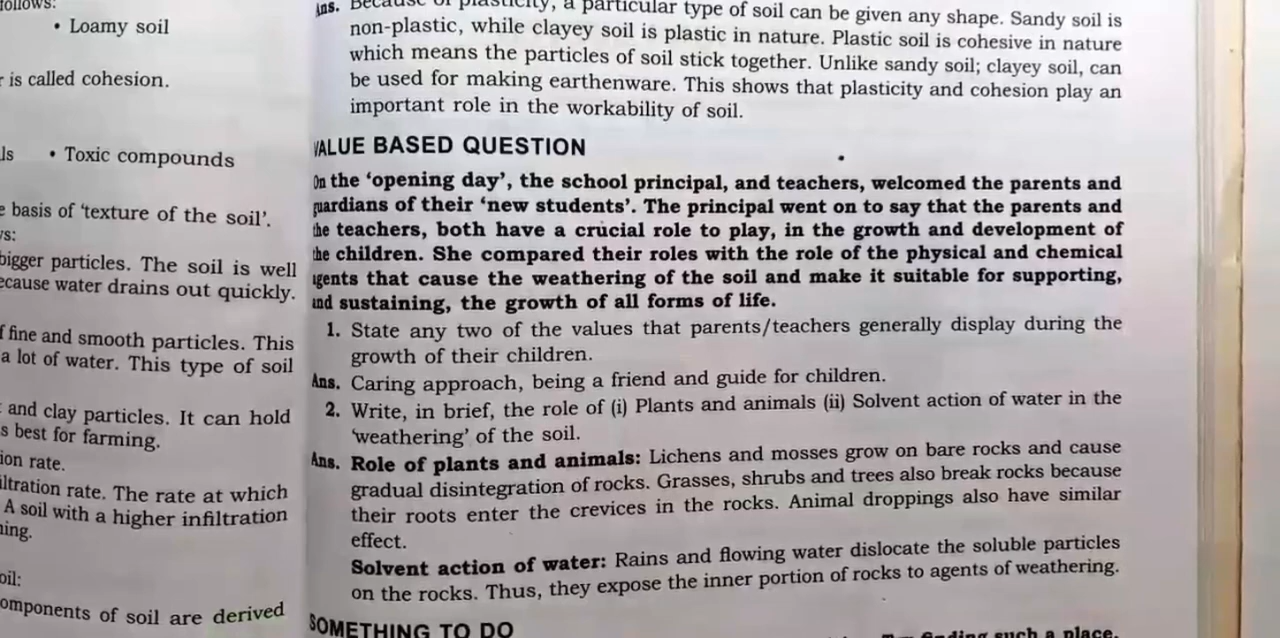 follows:
• Loamy soil
is called cohesion.
• Toxic compounds
basis of 'texture of the soil'.
bigger particles. The soil is well
because water drains out quickly.
fine and smooth particles. This
a lot of water. This type of soil
and clay particles. It can hold
s best for farming.
rate.
infiltration rate. The rate at which
A soil with a higher infiltration
soil:
components of soil are derived
Ans. Because of plasticity, a particular type of soil can be given any shape. Sandy soil is
non-plastic, while clayey soil is plastic in nature. Plastic soil is cohesive in nature
which means the particles of soil stick together. Unlike sandy soil; clayey soil, can
be used for making earthenware. This shows that plasticity and cohesion play an
important role in the workability of soil.
VALUE BASED QUESTION
On the 'opening day', the school principal, and teachers, welcomed the parents and
guardians of their 'new students'. The principal went on to say that the parents and
the teachers, both have a crucial role to play, in the growth and development of
the children. She compared their roles with the role of the physical and chemical
agents that cause the weathering of the soil and make it suitable for supporting,
and sustaining, the growth of all forms of life.
1. State any two of the values that parents/teachers generally display during the
growth of their children.
Ans. Caring approach, being a friend and guide for children.
2. Write, in brief, the role of (i) Plants and animals (ii) Solvent action of water in the
'weathering' of the soil.
Ans. Role of plants and animals: Lichens and mosses grow on bare rocks and cause
gradual disintegration of rocks. Grasses, shrubs and trees also break rocks because
their roots enter the crevices in the rocks. Animal droppings also have similar
effect.
Solvent action of water: Rains and flowing water dislocate the soluble particles
on the rocks. Thus, they expose the inner portion of rocks to agents of weathering.
SOMETHING TO DO
finding such a place,